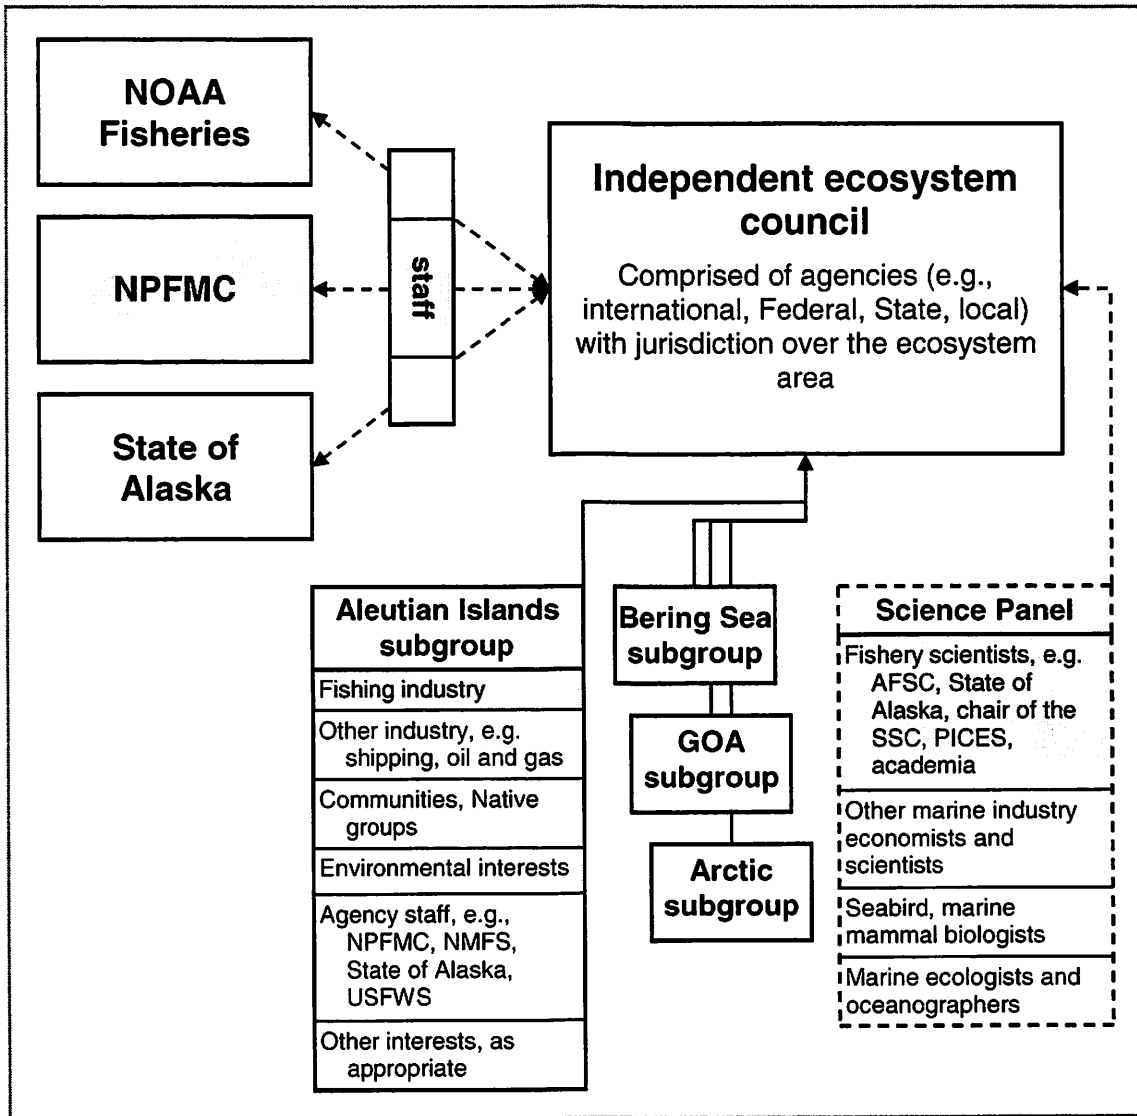 NOAA
Fisheries
NPFMC
State of
Alaska
staff
Independent ecosystem
council
Comprised of agencies (e.g.,
international, Federal, State, local)
with jurisdiction over the ecosystem
area
Aleutian Islands
subgroup
Fishing industry
Other industry, e.g.
shipping, oil and gas
Communities, Native
groups
Environmental interests
Agency staff, e.g.,
NPFMC, NMFS,
State of Alaska,
USFWS
Other interests, as
appropriate
Bering Sea
subgroup
GOA
subgroup
Arctic
subgroup
Science Panel
Fishery scientists, e.g.
AFSC, State of
Alaska, chair of the
SSC, PICES,
academia
Other marine industry
economists and
scientists
Seabird, marine
mammal biologists
Marine ecologists and
oceanographers